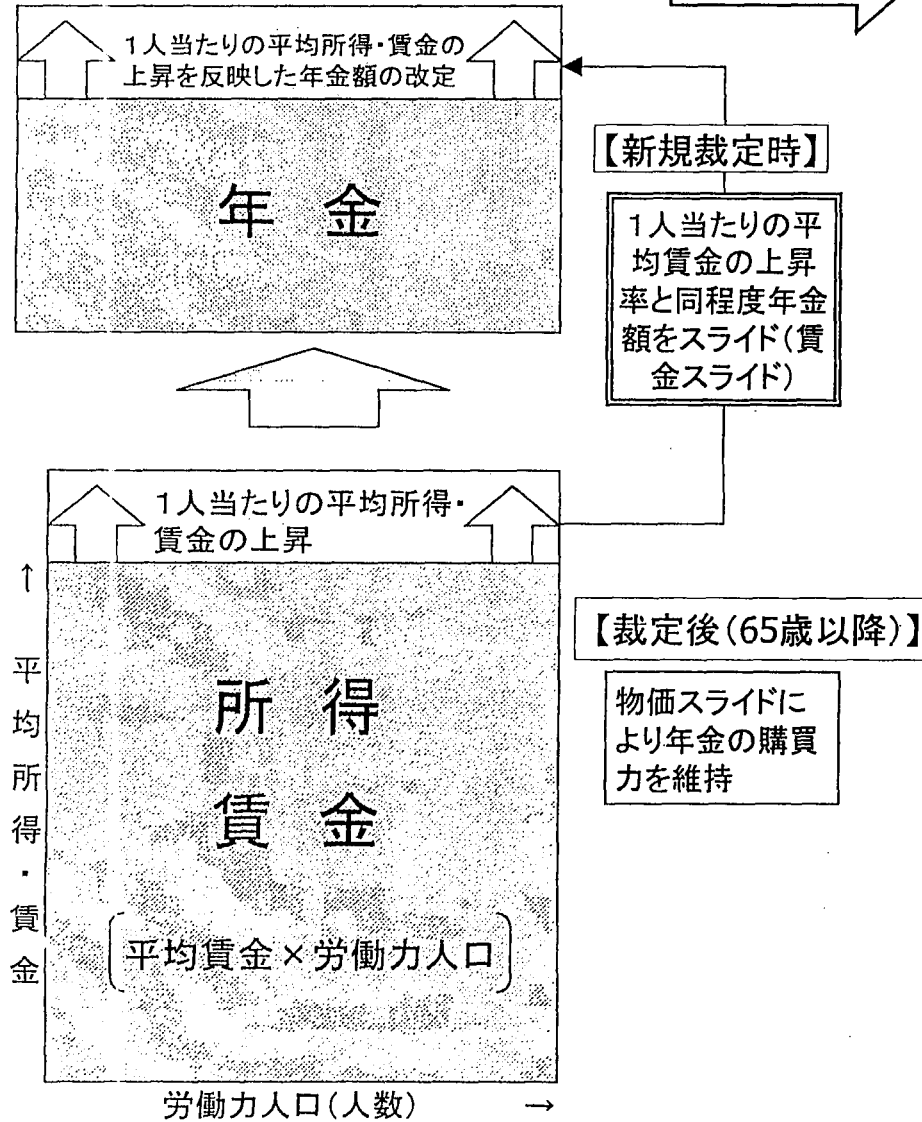 1人当たりの平均所得・賃金の
上昇を反映した年金額の改定
年 金
【新規裁定時】
1人当たりの平
均賃金の上昇
率と同程度年金
額をスライド(賃
金スライド)
1人当たりの平均所得・
賃金の上昇
↑
平均所得・賃金
所 得
賃 金
〔平均賃金×労働力人口〕
労働力人口(人数) →
【裁定後(65歳以降)】
物価スライドに
より年金の購買
力を維持